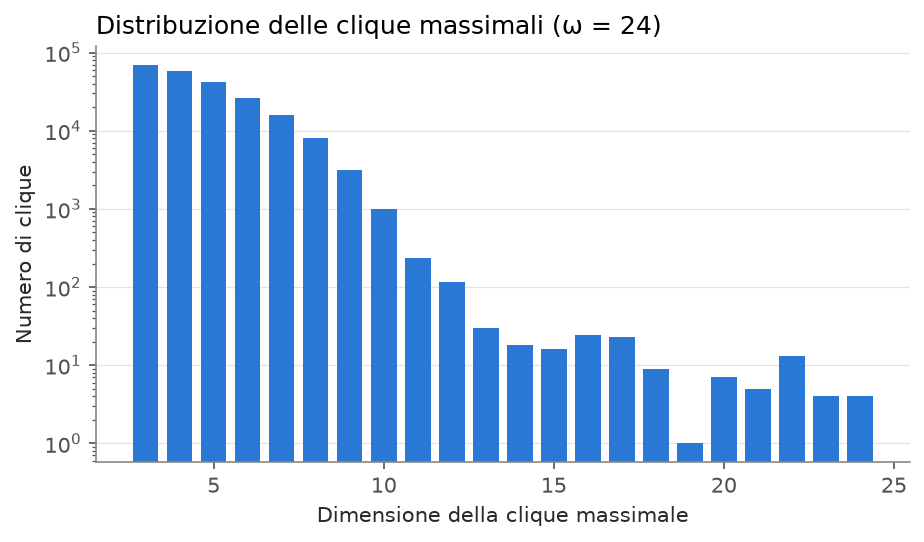 Distribuzione delle clique massimali (ω = 24)
Numero di clique
10⁵
10⁴
10³
10²
10¹
10⁰
5 10 15 20 25
Dimensione della clique massimale